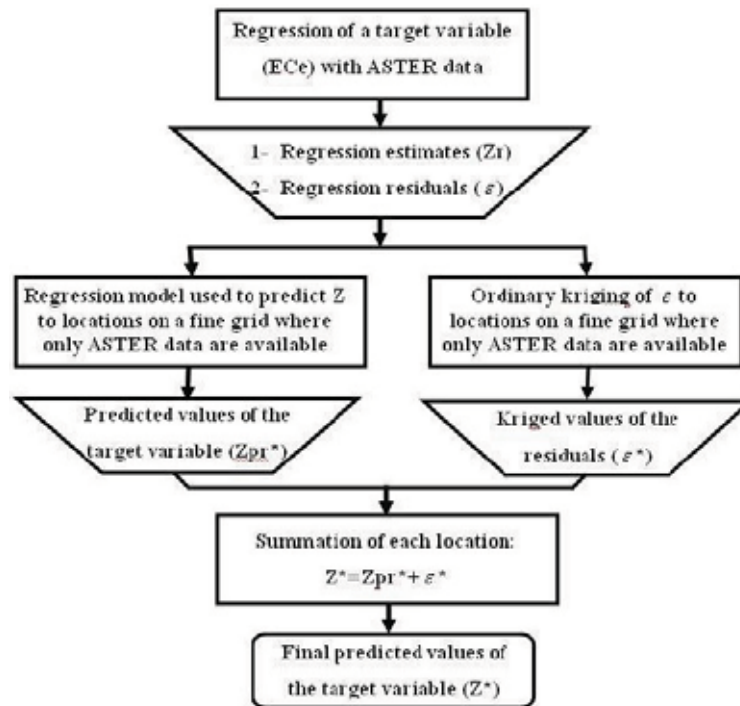 Regression of a target variable
(ECe) with ASTER data
1- Regression estimates (Zr)
2- Regression residuals (ε)
Regression model used to predict Z
to locations on a fine grid where
only ASTER data are available
Ordinary kriging of ε to
locations on a fine grid where
only ASTER data are available
Predicted values of the
target variable (Zpr*)
Kriged values of the
residuals (ε*)
Summation of each location:
Z*=Zpr*+ ε*
Final predicted values of
the target variable (Z*)